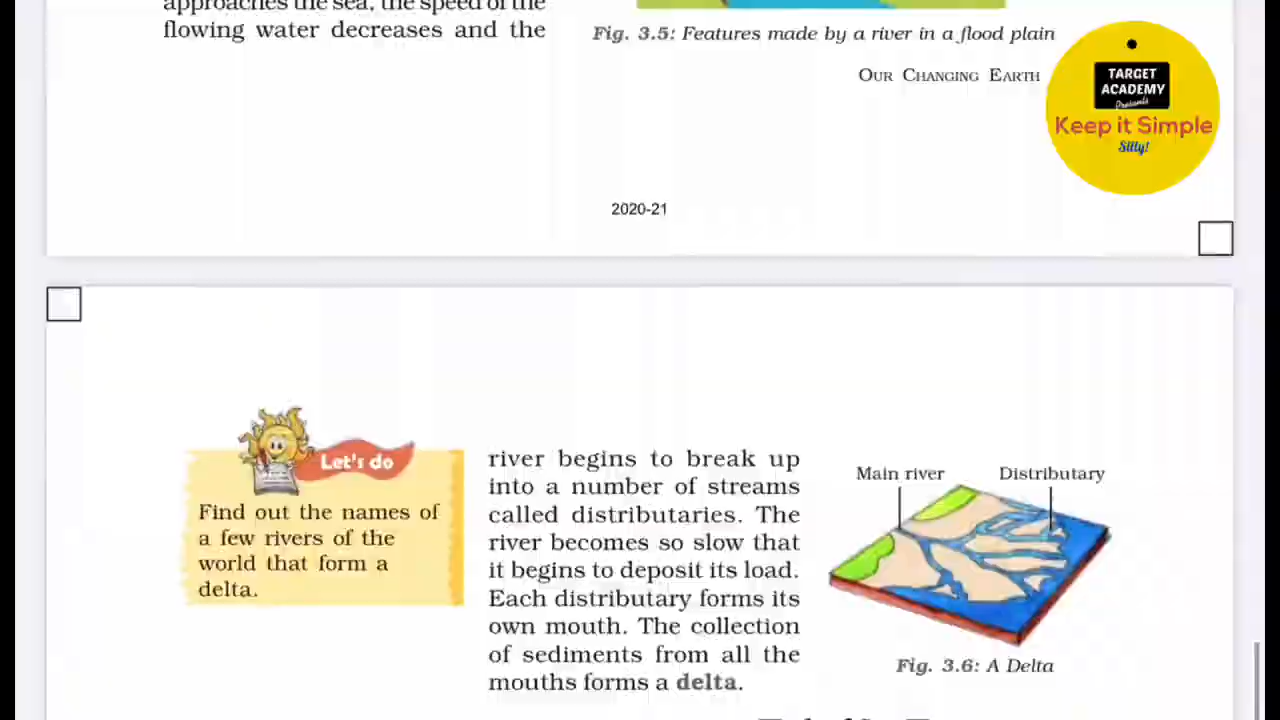 approaches the sea, the speed of the
flowing water decreases and the
Fig. 3.5: Features made by a river in a flood plain
OUR CHANGING EARTH
TARGET
ACADEMY
Presents
Keep it Simple
Silly!
2020-21
Let's do
Find out the names of
a few rivers of the
world that form a
delta.
river begins to break up
into a number of streams
called distributaries. The
river becomes so slow that
it begins to deposit its load.
Each distributary forms its
own mouth. The collection
of sediments from all the
mouths forms a delta.
Main river
Distributary
Fig. 3.6: A Delta